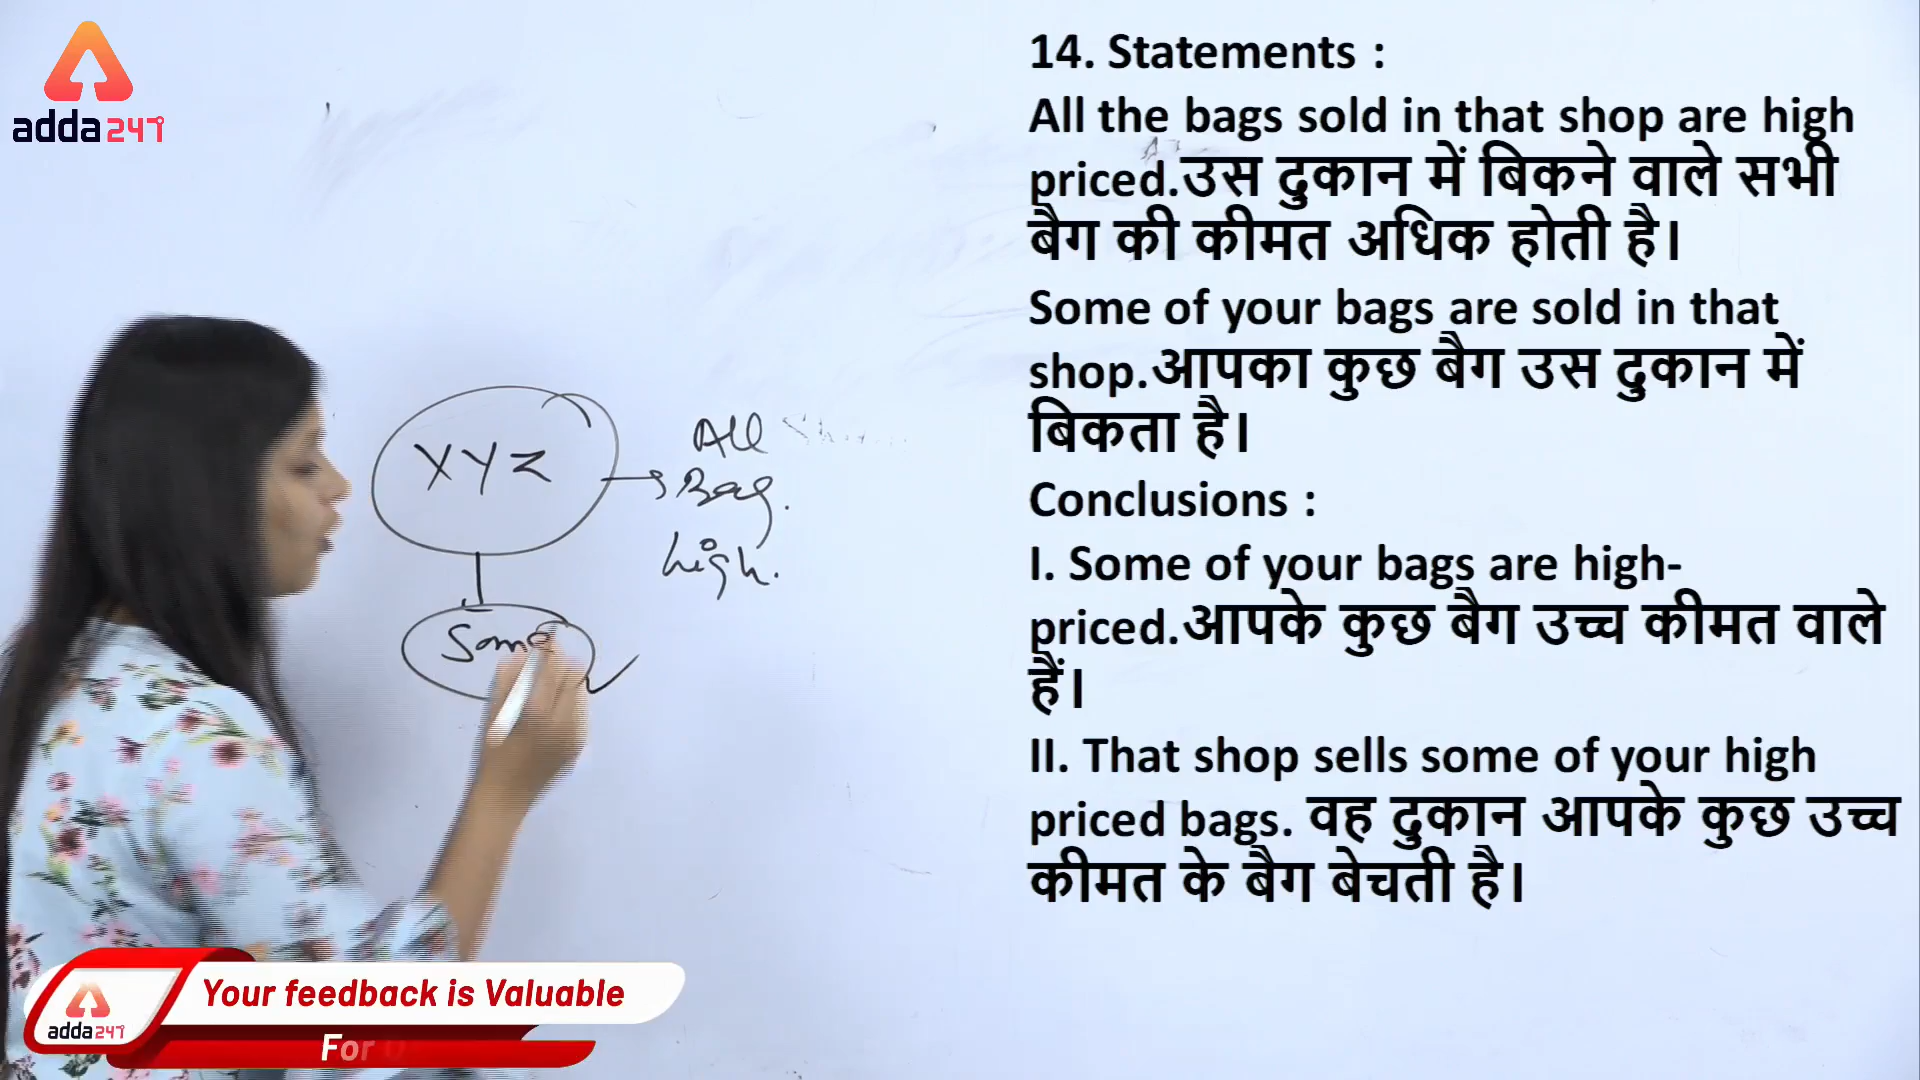 adda247
14. Statements :
All the bags sold in that shop are high
priced.उस दुकान में बिकने वाले सभी
बैग की कीमत अधिक होती है।
Some of your bags are sold in that
shop.आपका कुछ बैग उस दुकान में
बिकता है।
Conclusions :
I. Some of your bags are high-
priced.आपके कुछ बैग उच्च कीमत वाले
हैं।
II. That shop sells some of your high
priced bags. वह दुकान आपके कुछ उच्च
कीमत के बैग बेचती है।
XYZ
All
Bag.
high.
Some
Your feedback is Valuable
adda247
For